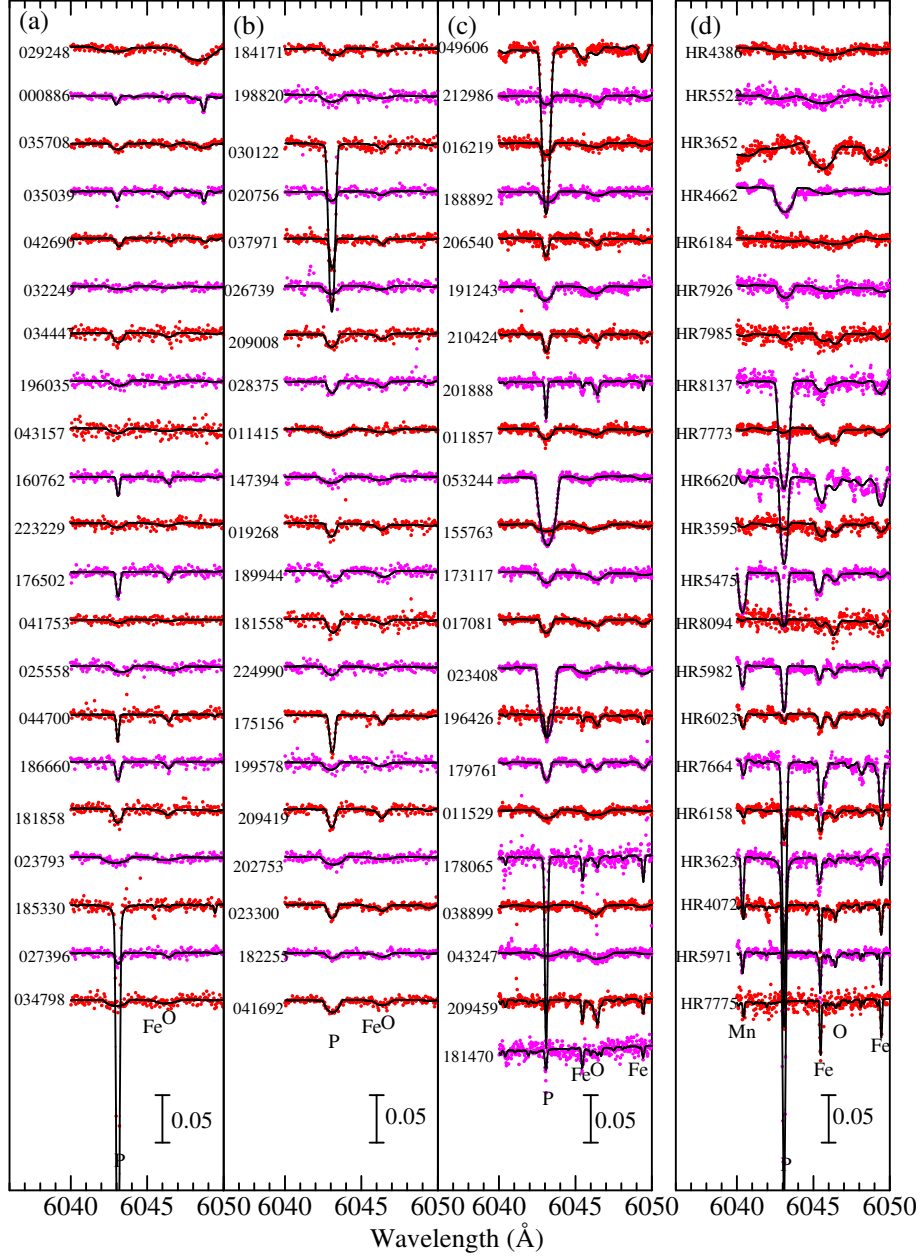 (a)
029248
000886
035708
035039
042690
032249
034447
196035
043157
160762
223229
176502
041753
025558
044700
186660
181858
023793
185330
027396
034798
Fe O
0.05
P
(b)
184171
198820
030122
020756
037971
026739
209008
028375
011415
147394
019268
189944
181558
224990
175156
199578
209419
202753
023300
182255
041692
P
Fe O
0.05
(c)
049606
212986
016219
188892
206540
191243
210424
201888
011857
053244
155763
173117
017081
023408
196426
179761
011529
178065
038899
043247
209459
181470
P
Fe O
Fe
0.05
(d)
HR4386
HR5522
HR3652
HR4662
HR6184
HR7926
HR7985
HR8137
HR7773
HR6620
HR3595
HR5475
HR8094
HR5982
HR6023
HR7664
HR6158
HR3623
HR4072
HR5971
HR7775
Mn
O
Fe
Fe
0.05
P
6040 6045 6050 6040 6045 6050 6040 6045 6050 6040 6045 6050
Wavelength (Å)